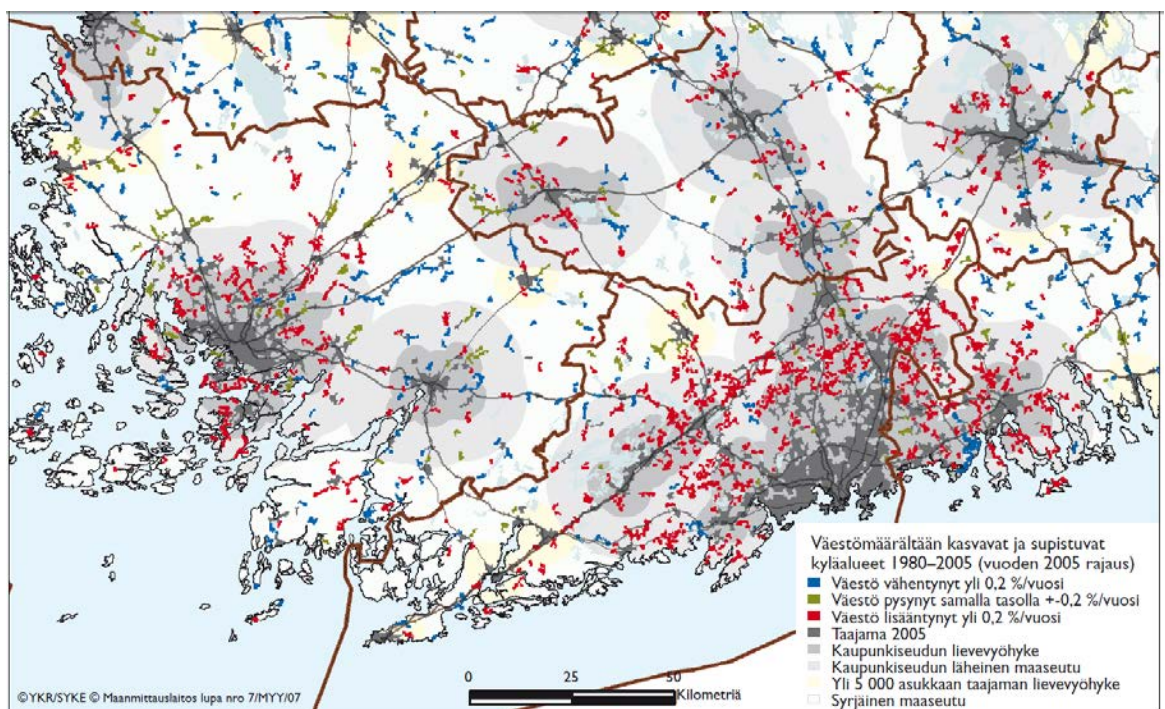 Väestömäärältään kasvavat ja supistuvat
kyläalueet 1980–2005 (vuoden 2005 rajaus)
Väestö vähentynyt yli 0,2 %/vuosi
Väestö pysynyt samalla tasolla +-0,2 %/vuosi
Väestö lisääntynyt yli 0,2 %/vuosi
Taajama 2005
Kaupunkiseudun lievevyöhyke
Kaupunkiseudun läheinen maaseutu
Yli 5 000 asukkaan taajaman lievevyöhyke
Syrjäinen maaseutu
0 25 50
Kilometriä
© YKR/SYKE © Maanmittauslaitos lupa nro 7/MYY/07